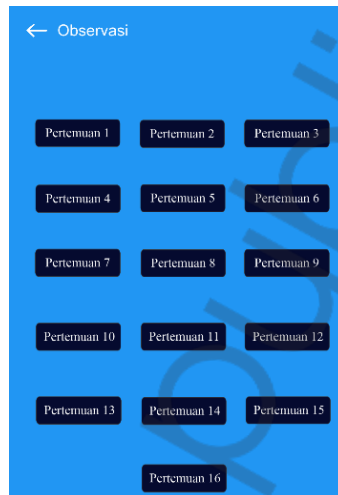 ← Observasi
Pertemuan 1 Pertemuan 2 Pertemuan 3
Pertemuan 4 Pertemuan 5 Pertemuan 6
Pertemuan 7 Pertemuan 8 Pertemuan 9
Pertemuan 10 Pertemuan 11 Pertemuan 12
Pertemuan 13 Pertemuan 14 Pertemuan 15
Pertemuan 16